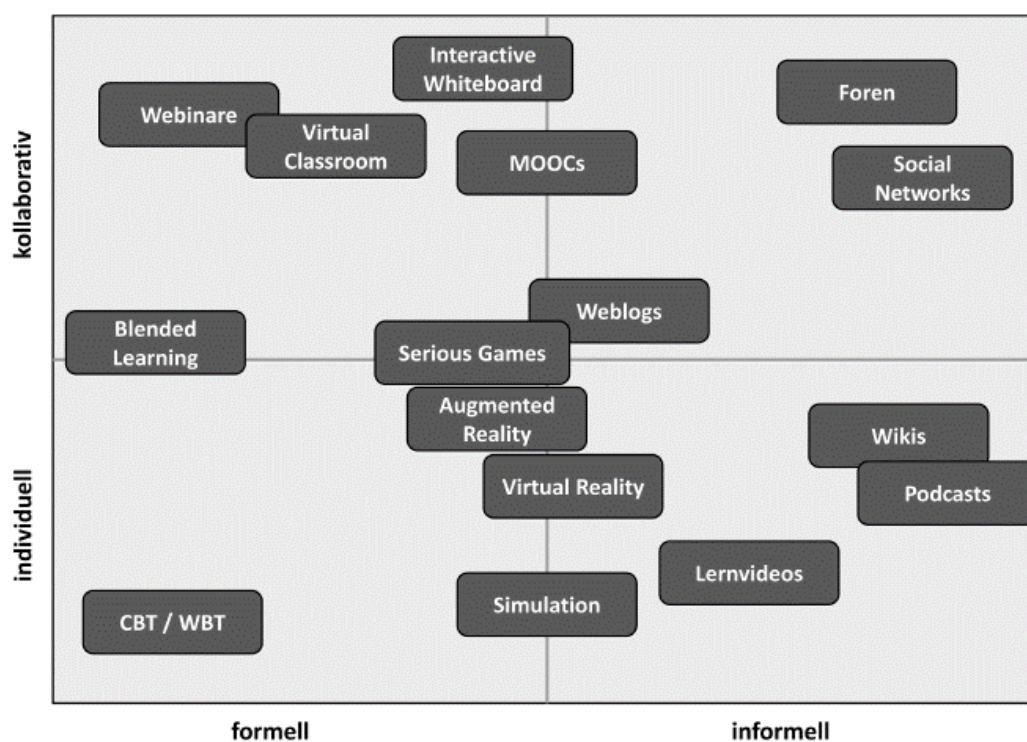 Interactive
Whiteboard
Webinare
Virtual
Classroom
MOOCs
Foren
Social
Networks
kollaborativ
Weblogs
Blended
Learning
Serious Games
Augmented
Reality
Wikis
Virtual Reality
Podcasts
individuell
Lernvideos
Simulation
CBT / WBT
formell
informell